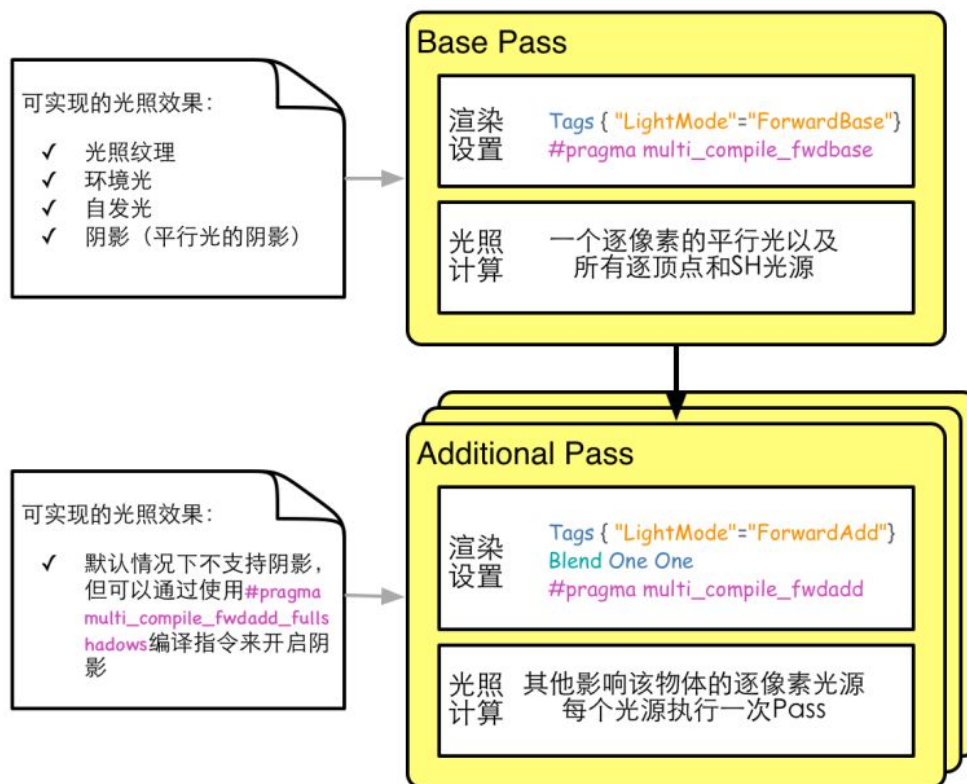 Base Pass
可实现的光照效果：
✓ 光照纹理
✓ 环境光
✓ 自发光
✓ 阴影（平行光的阴影）
渲染
设置
Tags { "LightMode"="ForwardBase"}
#pragma multi_compile_fwdbase
光照
计算
一个逐像素的平行光以及
所有逐顶点和SH光源
Additional Pass
可实现的光照效果：
✓ 默认情况下不支持阴影，
但可以通过使用#pragma
multi_compile_fwdadd_fulls
hadows编译指令来开启阴
影
渲染
设置
Tags { "LightMode"="ForwardAdd"}
Blend One One
#pragma multi_compile_fwdadd
光照
计算
其他影响该物体的逐像素光源
每个光源执行一次Pass